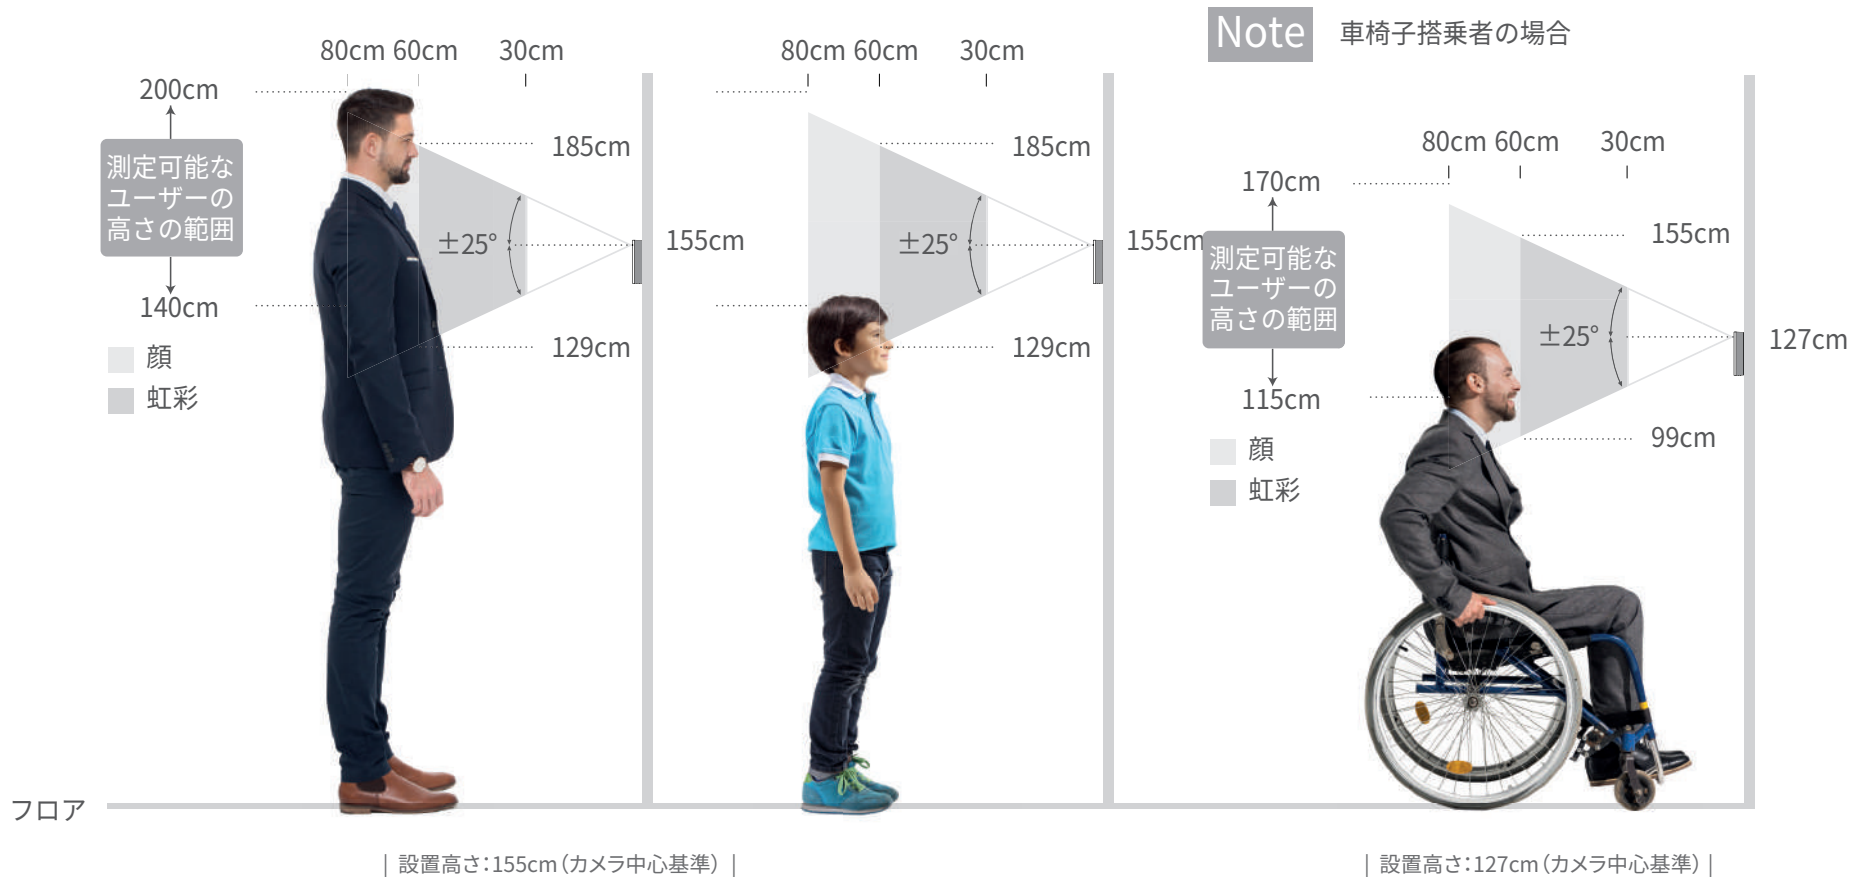 80cm 60cm 30cm
200cm
測定可能な
ユーザーの
高さの範囲
140cm
顔
虹彩
185cm
±25°
155cm
129cm
80cm 60cm 30cm
185cm
±25°
155cm
129cm
Note 車椅子搭乗者の場合
80cm 60cm 30cm
170cm
測定可能な
ユーザーの
高さの範囲
115cm
顔
虹彩
155cm
±25°
127cm
99cm
フロア
| 設置高さ:155cm（カメラ中心基準） |
| 設置高さ:127cm（カメラ中心基準） |